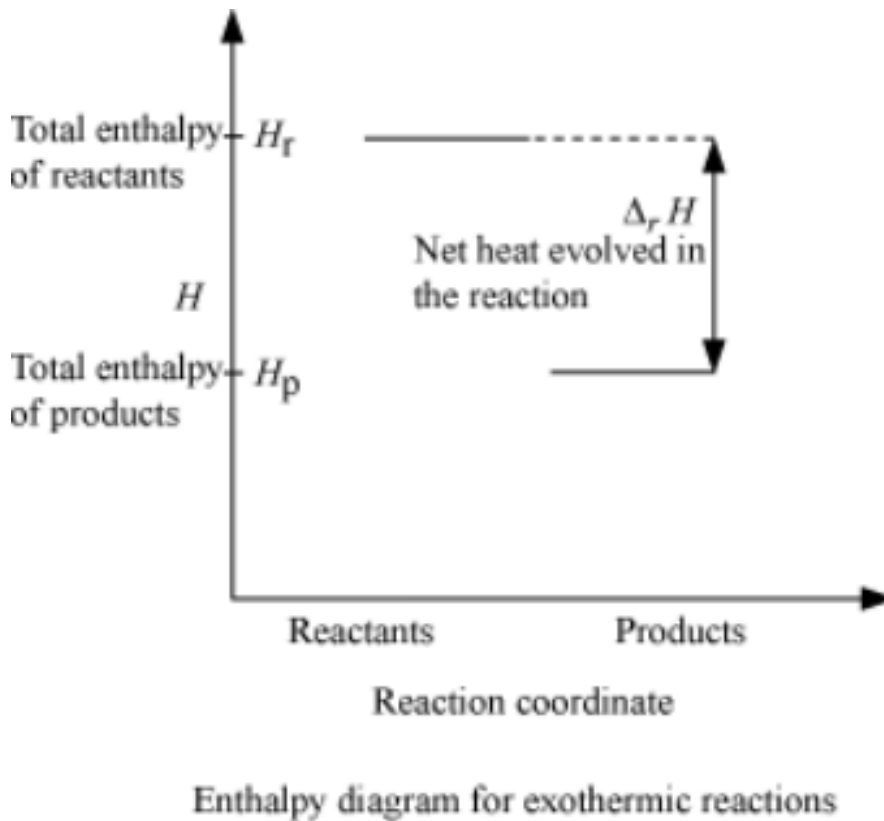 Total enthalpy
of reactants
H_r
Δ_r H
Net heat evolved in
the reaction
H
Total enthalpy
of products
H_p
Reactants
Products
Reaction coordinate
Enthalpy diagram for exothermic reactions